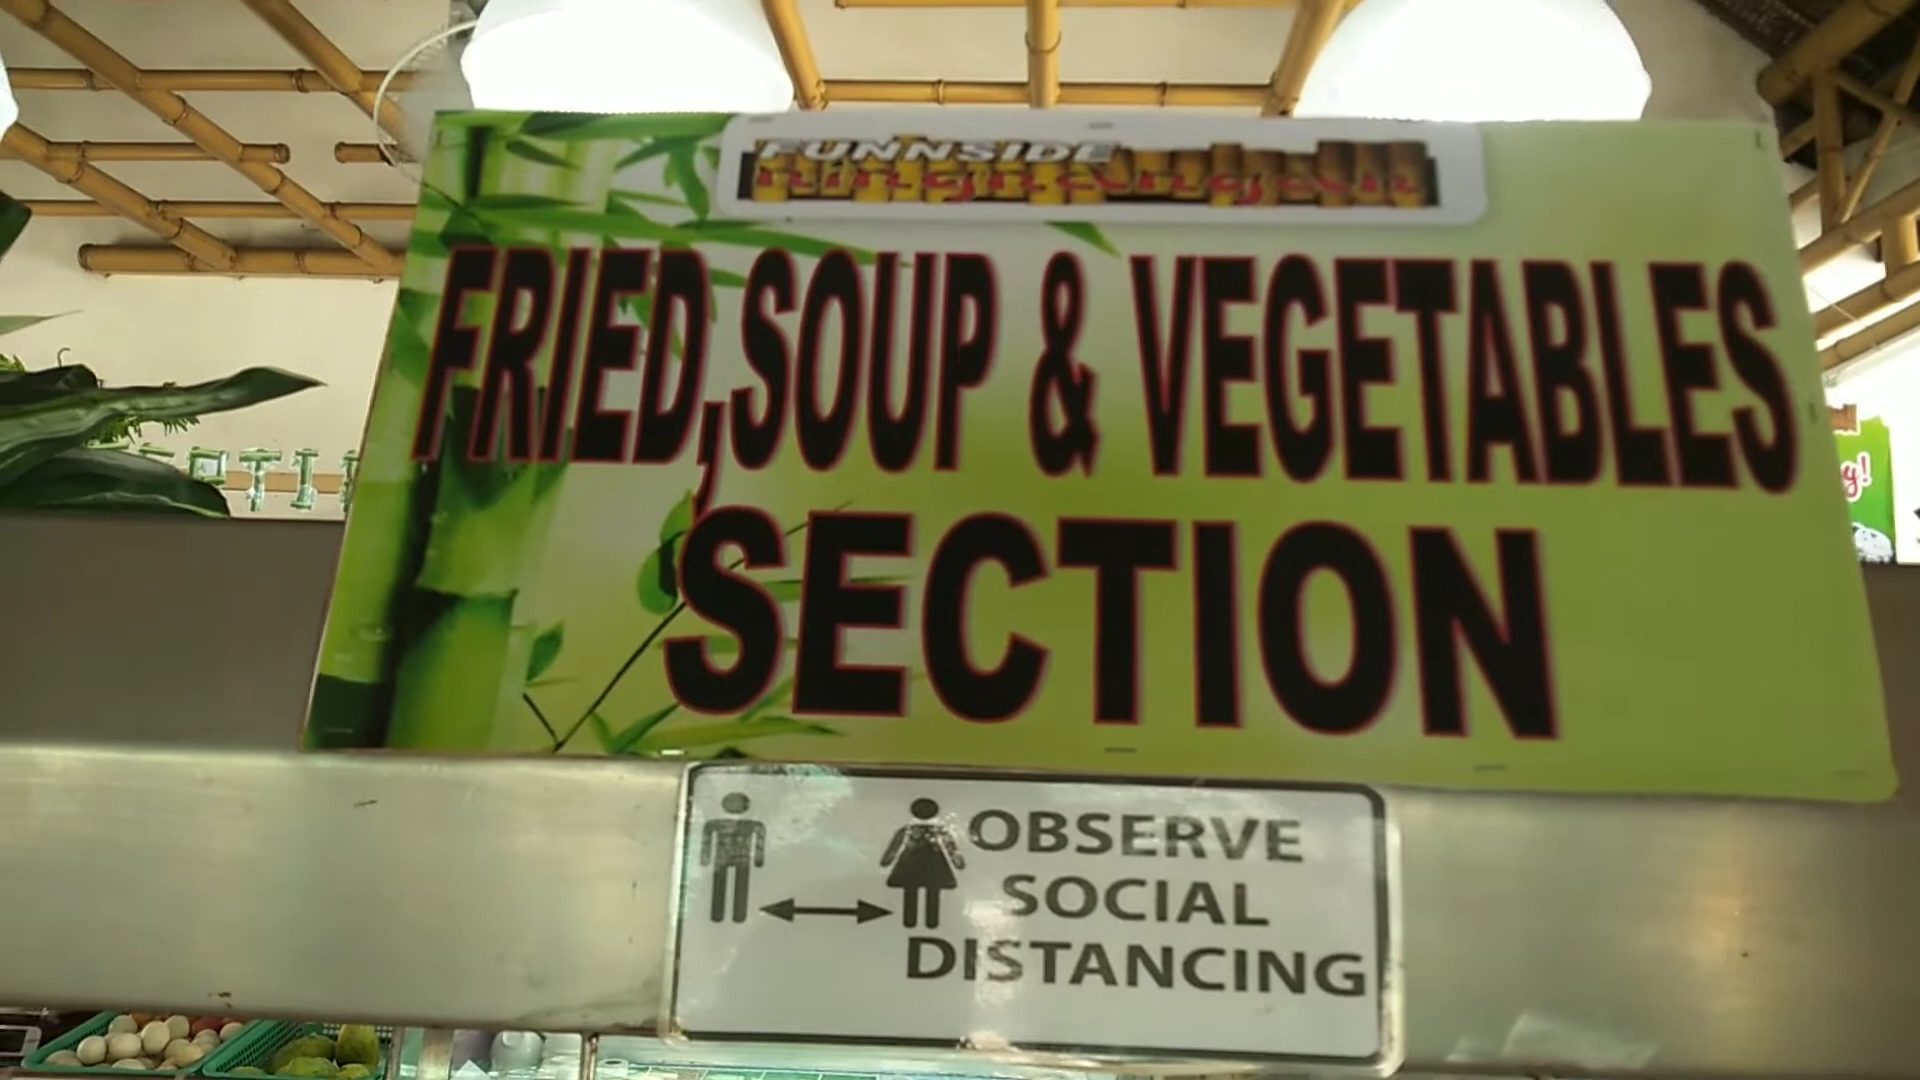 FUNNSIDE
FRIED,SOUP & VEGETABLES
SECTION
OBSERVE
SOCIAL
DISTANCING